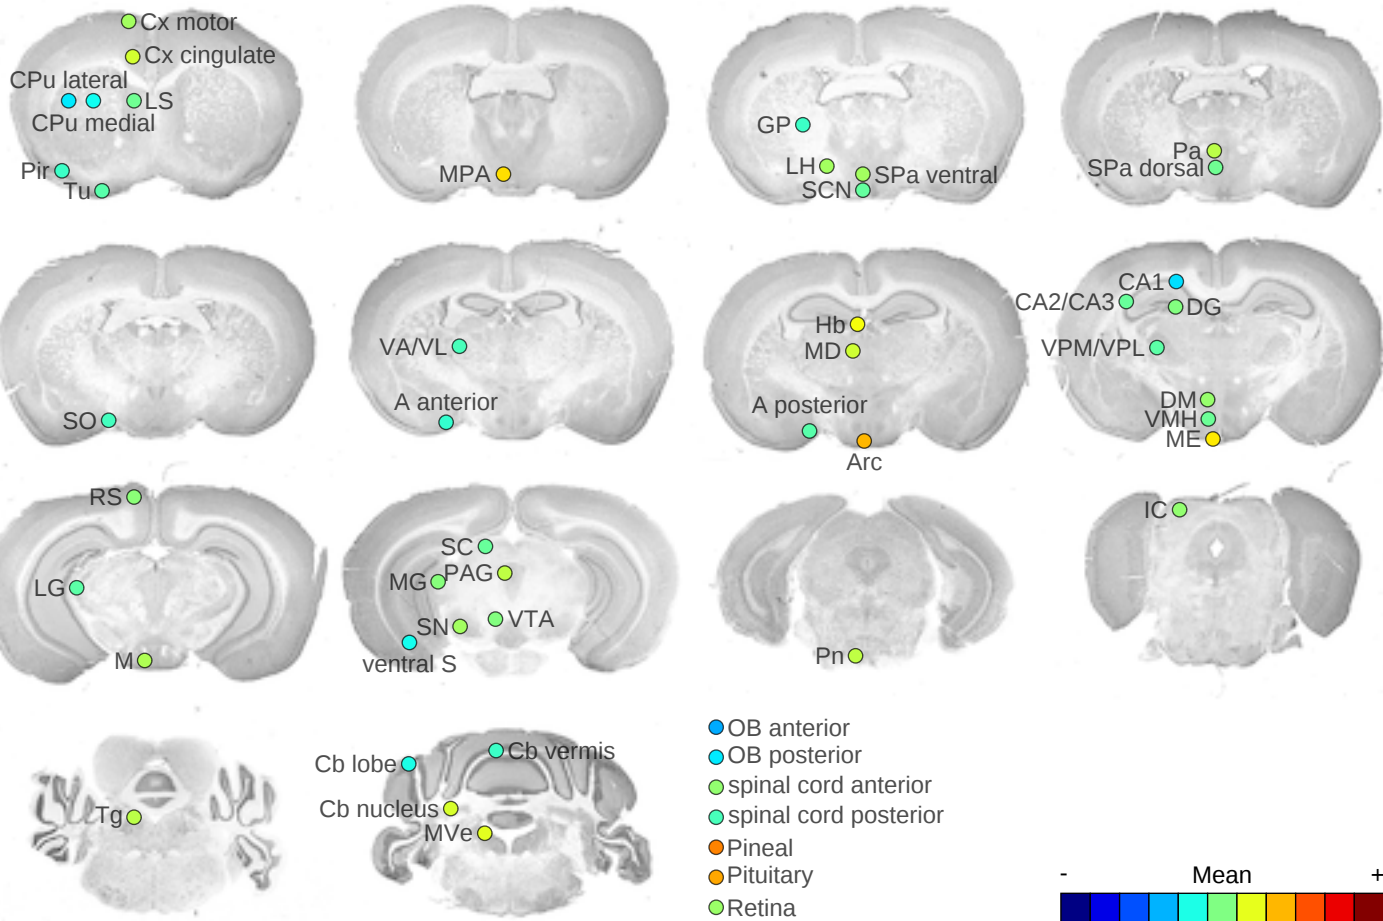 Cx motor
Cx cingulate
CPu lateral
LS
CPu medial
Pir
Tu
MPA
GP
LH
SPa ventral
SCN
Pa
SPa dorsal
SO
VA/VL
A anterior
Hb
MD
A posterior
Arc
CA1
CA2/CA3
DG
VPM/VPL
DM
VMH
ME
RS
LG
M
SC
PAG
MG
VTA
SN
ventral S
Pn
IC
Tg
Cb vermis
Cb lobe
Cb nucleus
MVe
OB anterior
OB posterior
spinal cord anterior
spinal cord posterior
Pineal
Pituitary
Retina
- Mean +